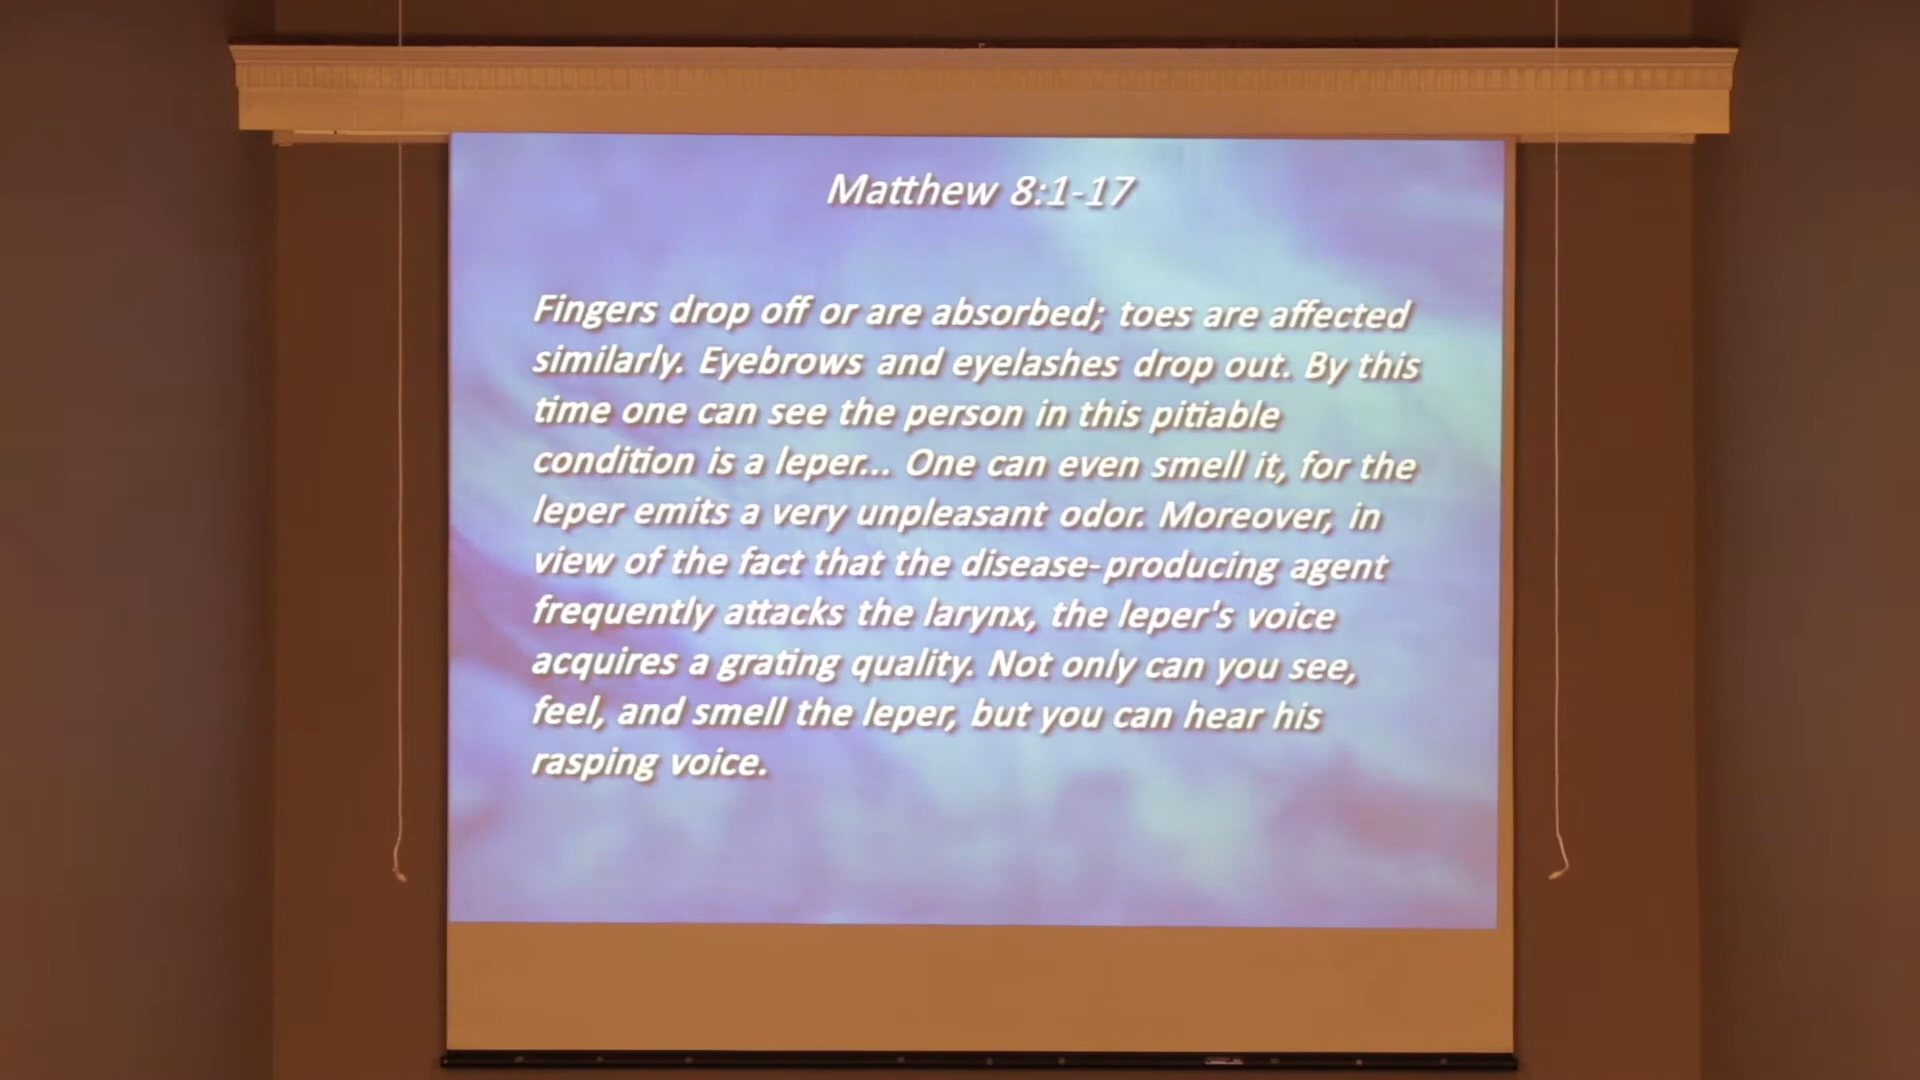 Matthew 8:1-17
Fingers drop off or are absorbed; toes are affected
similarly. Eyebrows and eyelashes drop out. By this
time one can see the person in this pitiable
condition is a leper... One can even smell it, for the
leper emits a very unpleasant odor. Moreover, in
view of the fact that the disease-producing agent
frequently attacks the larynx, the leper's voice
acquires a grating quality. Not only can you see,
feel, and smell the leper, but you can hear his
rasping voice.